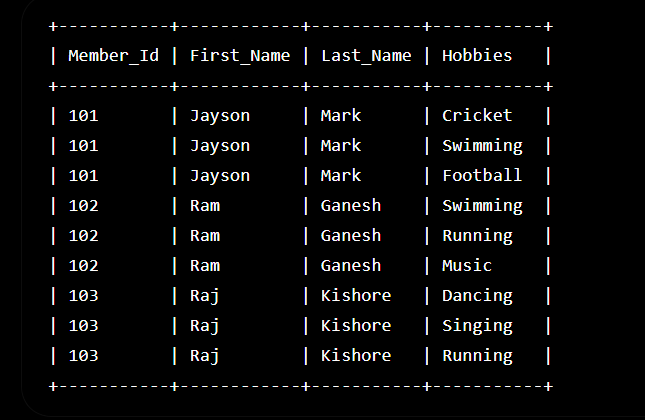 +-----------+------------+-----------+-----------+
| Member_Id | First_Name | Last_Name | Hobbies   |
+-----------+------------+-----------+-----------+
| 101       | Jayson     | Mark      | Cricket   |
| 101       | Jayson     | Mark      | Swimming  |
| 101       | Jayson     | Mark      | Football  |
| 102       | Ram        | Ganesh    | Swimming  |
| 102       | Ram        | Ganesh    | Running   |
| 102       | Ram        | Ganesh    | Music     |
| 103       | Raj        | Kishore   | Dancing   |
| 103       | Raj        | Kishore   | Singing   |
| 103       | Raj        | Kishore   | Running   |
+-----------+------------+-----------+-----------+